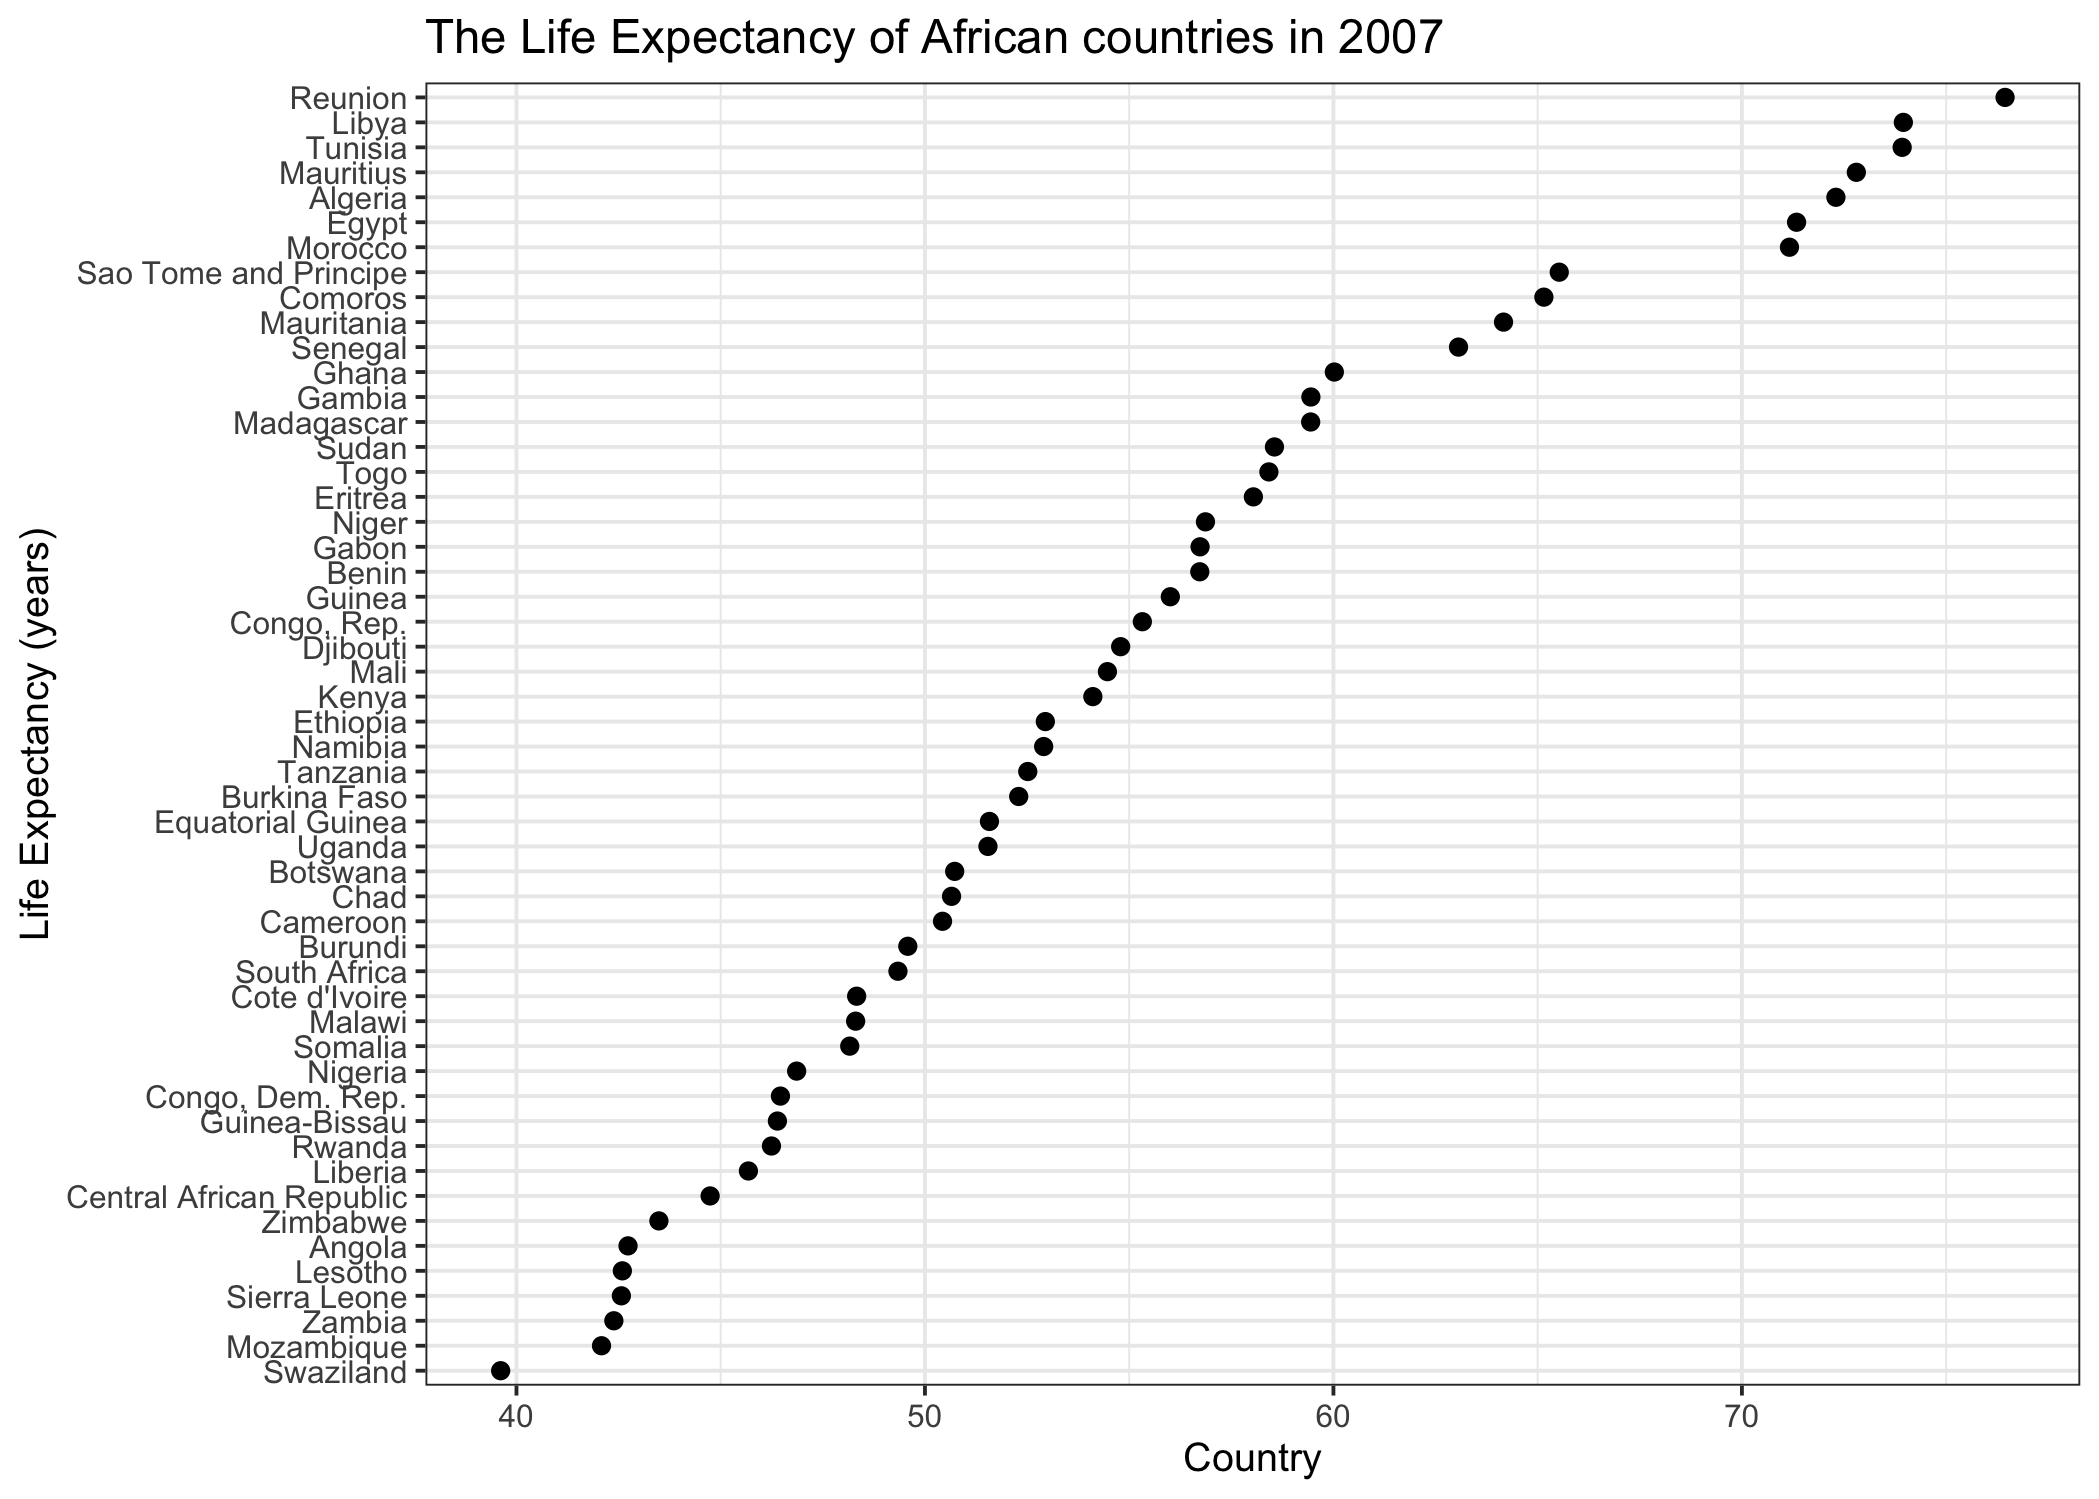 The Life Expectancy of African countries in 2007
Reunion
Libya
Tunisia
Mauritius
Algeria
Egypt
Morocco
Sao Tome and Principe
Comoros
Mauritania
Senegal
Ghana
Gambia
Madagascar
Sudan
Togo
Eritrea
Niger
Gabon
Benin
Guinea
Congo, Rep.
Djibouti
Mali
Kenya
Ethiopia
Namibia
Tanzania
Burkina Faso
Equatorial Guinea
Uganda
Botswana
Chad
Cameroon
Burundi
South Africa
Cote d'Ivoire
Malawi
Somalia
Nigeria
Congo, Dem. Rep.
Guinea-Bissau
Rwanda
Liberia
Central African Republic
Zimbabwe
Angola
Lesotho
Sierra Leone
Zambia
Mozambique
Swaziland
Life Expectancy (years)
40 50 60 70
Country